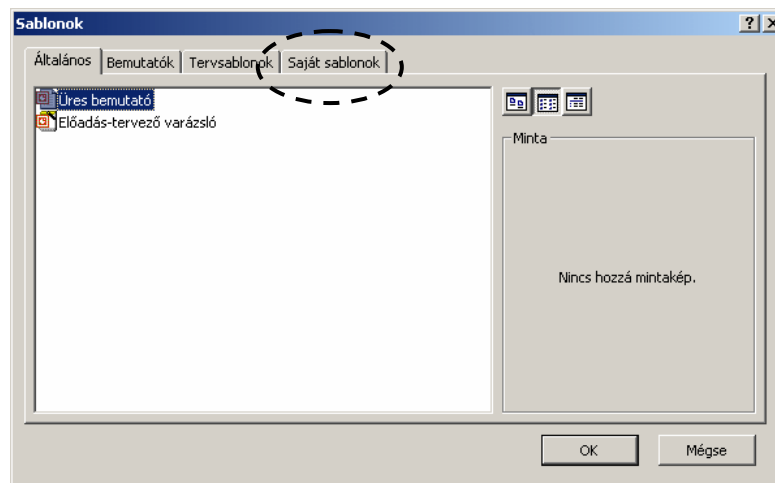 Sablonok
Általános Bemutatók Tervsablonok Saját sablonok
Üres bemutató
Előadás-tervező varázsló
Minta
Nincs hozzá mintakép.
OK Mégse